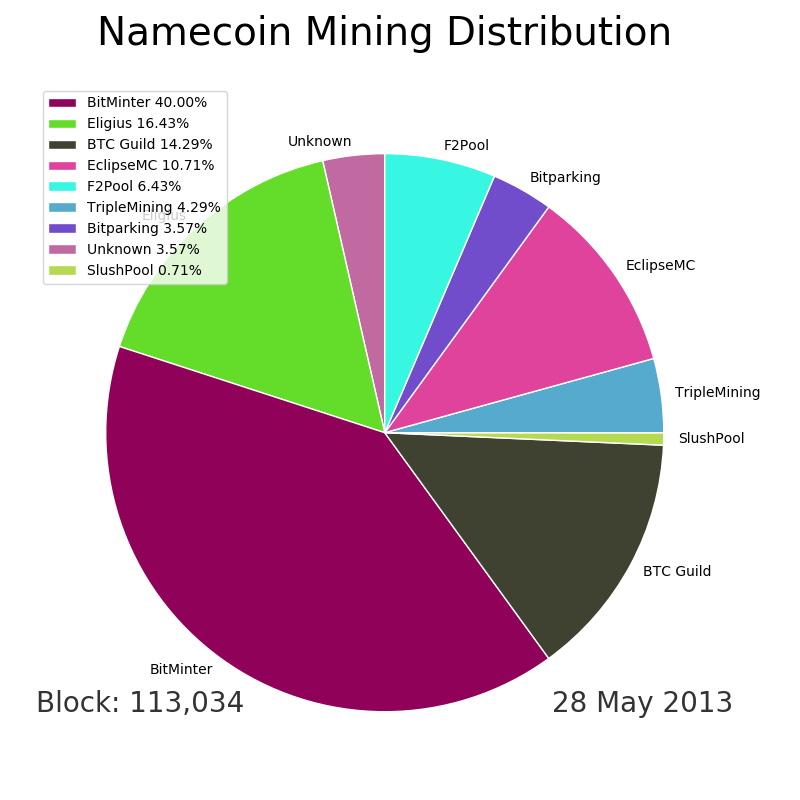 Namecoin Mining Distribution
BitMinter 40.00%
Eligius 16.43%
BTC Guild 14.29%
EclipseMC 10.71%
F2Pool 6.43%
TripleMining 4.29%
Bitparking 3.57%
Unknown 3.57%
SlushPool 0.71%
Unknown
F2Pool
Bitparking
Eligius
EclipseMC
TripleMining
SlushPool
BTC Guild
BitMinter
Block: 113,034
28 May 2013